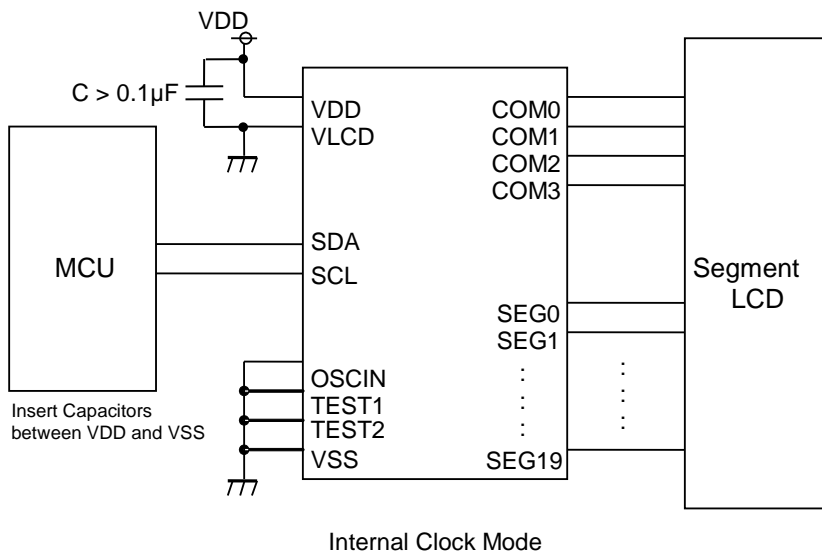 VDD
C > 0.1µF
VDD
VLCD
COM0
COM1
COM2
COM3
MCU
SDA
SCL
Segment
LCD
SEG0
SEG1
OSCIN
TEST1
TEST2
VSS
SEG19
Insert Capacitors
between VDD and VSS
Internal Clock Mode